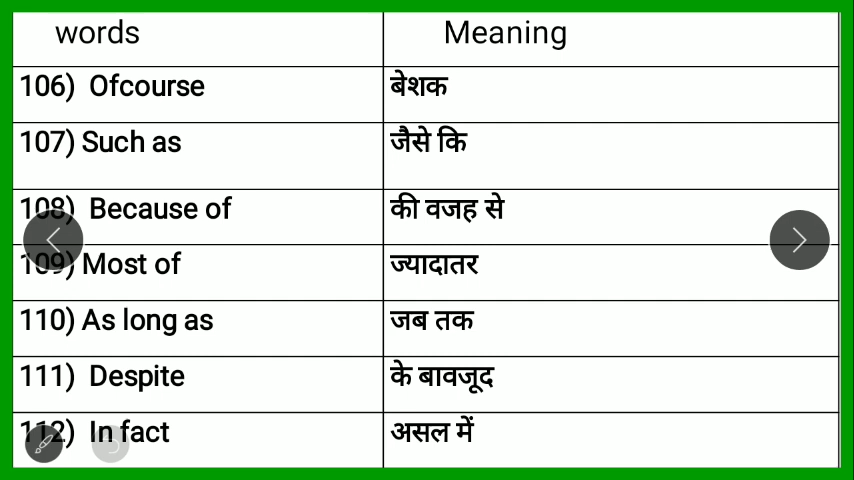 words Meaning
106) Ofcourse बेशक
107) Such as जैसे कि
108) Because of की वजह से
109) Most of ज्यादातर
110) As long as जब तक
111) Despite के बावजूद
112) In fact असल में